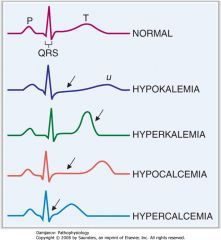 P
T
QRS
NORMAL
u
HYPOKALEMIA
HYPERKALEMIA
HYPOCALCEMIA
HYPERCALCEMIA
Damjanov: Pathophysiology
Copyright © 2009 by Saunders, an imprint of Elsevier, Inc. All rights reserved.